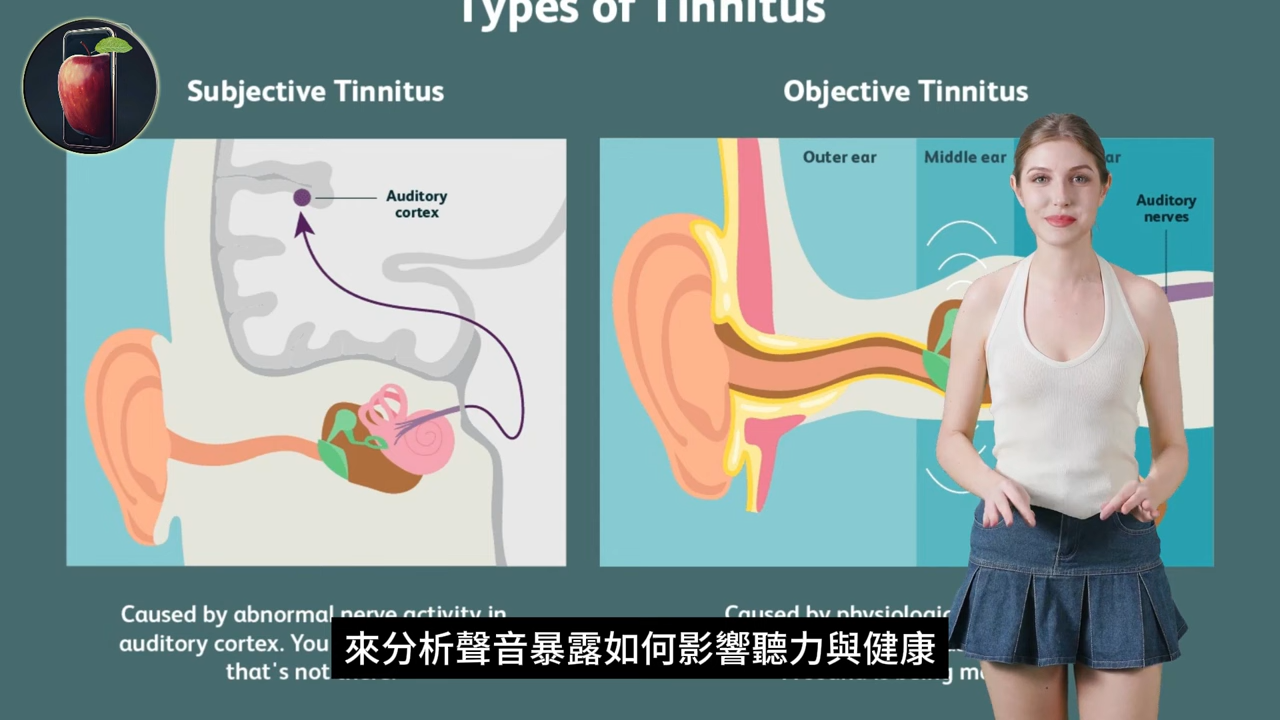 Types of Tinnitus
Subjective Tinnitus
Objective Tinnitus
Auditory
cortex
Outer ear
Middle ear
Auditory
nerves
Caused by abnormal nerve activity in
auditory cortex. You
that's not
Caused by
來分析聲音暴露如何影響聽力與健康